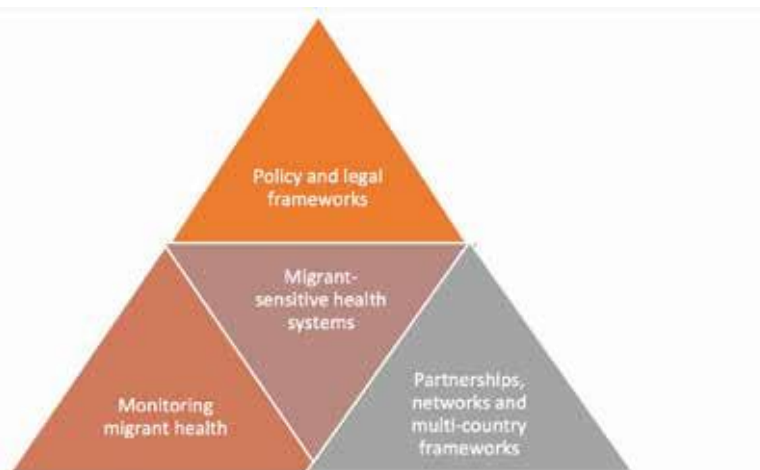 Policy and legal
frameworks
Migrant-
sensitive health
systems
Monitoring
migrant health
Partnerships,
networks and
multi-country
frameworks